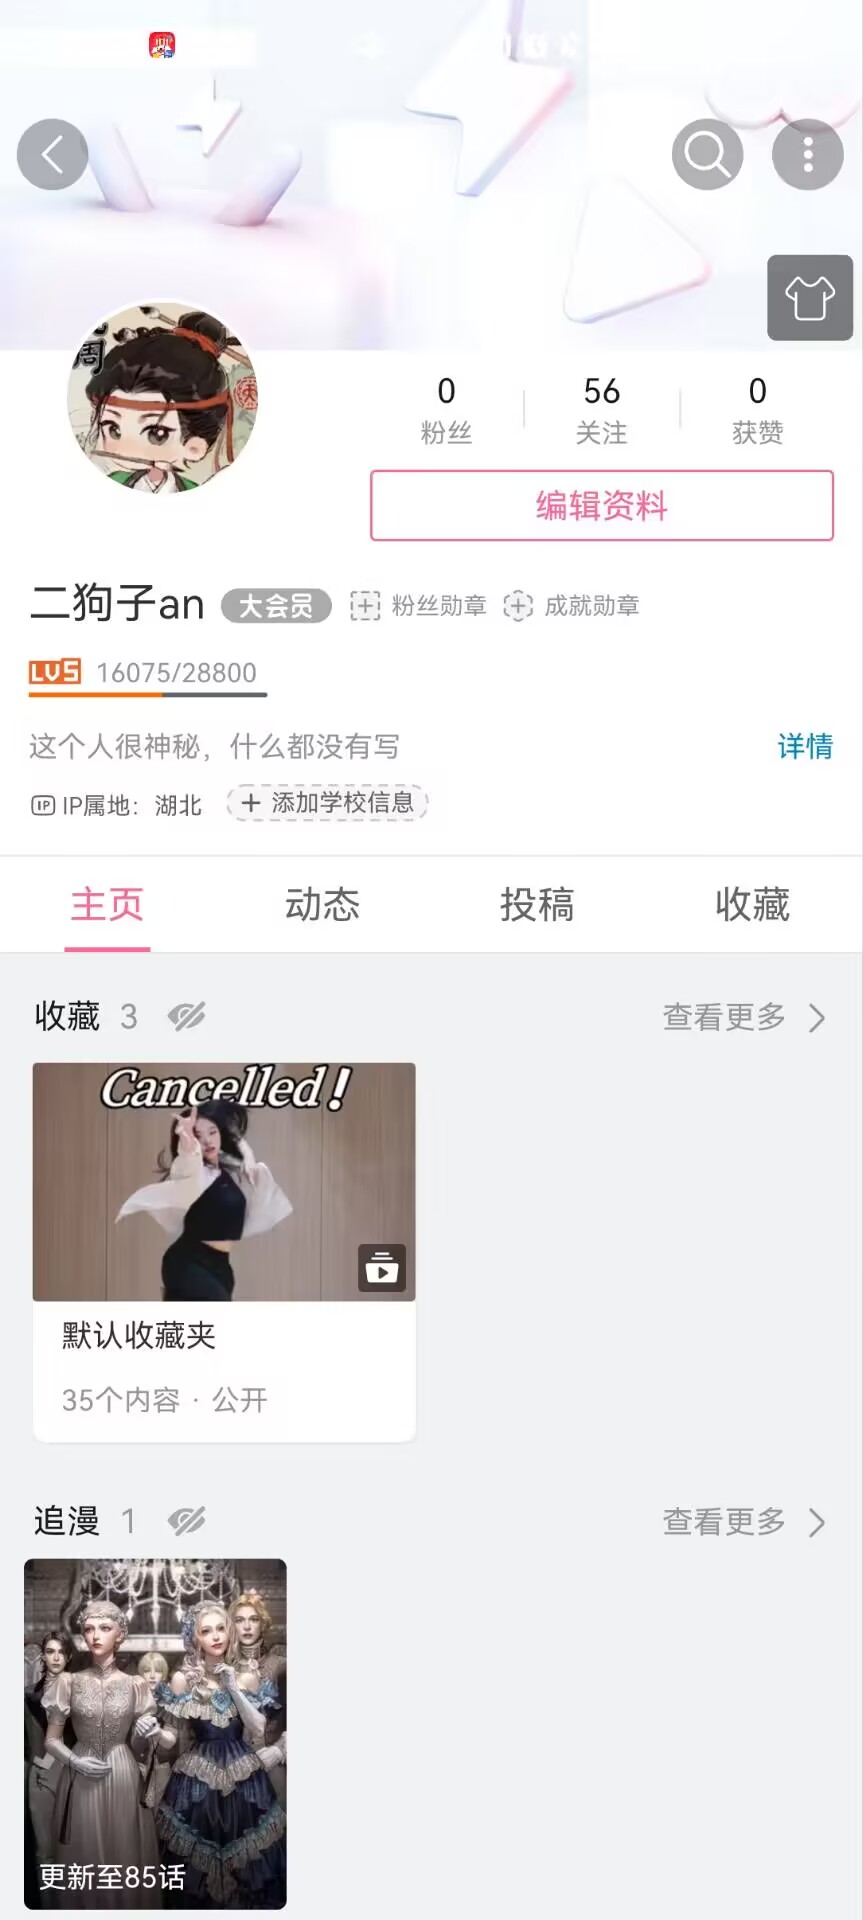 周
0 56 0
粉丝 关注 获赞
编辑资料
二狗子an 大会员 粉丝勋章 成就勋章
LV5 16075/28800
这个人很神秘，什么都没有写 详情
IP IP属地：湖北 + 添加学校信息
主页 动态 投稿 收藏
收藏 3 查看更多
Cancelled!
默认收藏夹
35个内容 · 公开
追漫 1 查看更多
更新至85话